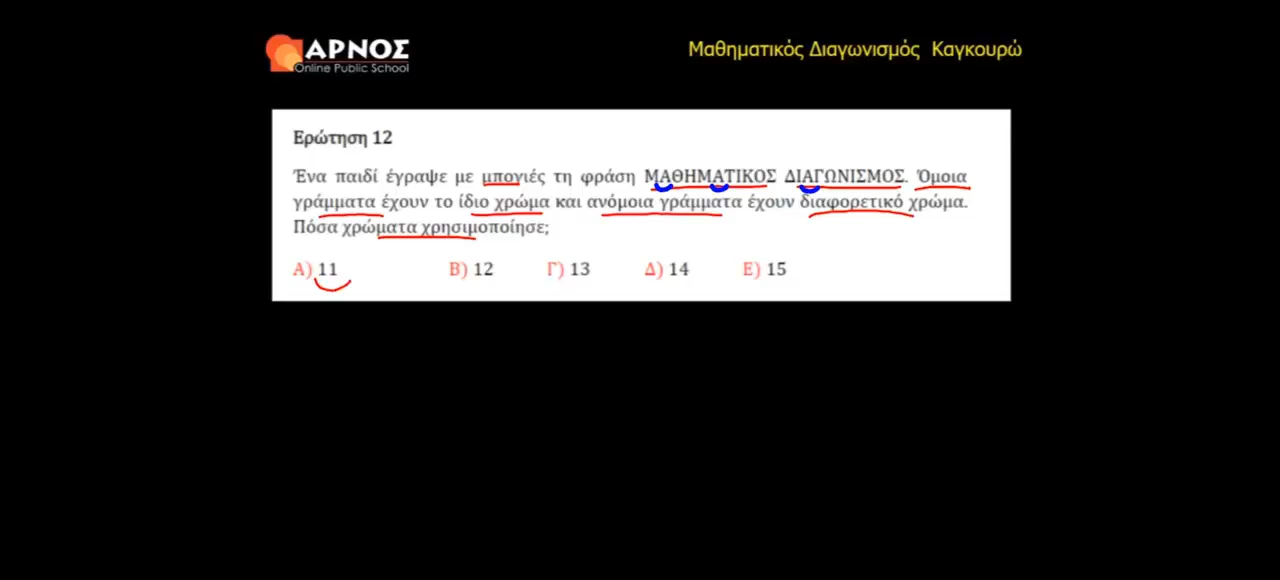 ΑΡΝΟΣ
Online Public School
Μαθηματικός Διαγωνισμός Καγκουρώ
Ερώτηση 12
Ένα παιδί έγραψε με μπογιές τη φράση ΜΑΘΗΜΑΤΙΚΟΣ ΔΙΑΓΩΝΙΣΜΟΣ. Όμοια
γράμματα έχουν το ίδιο χρώμα και ανόμοια γράμματα έχουν διαφορετικό χρώμα.
Πόσα χρώματα χρησιμοποίησε;
Α) 11 Β) 12 Γ) 13 Δ) 14 Ε) 15